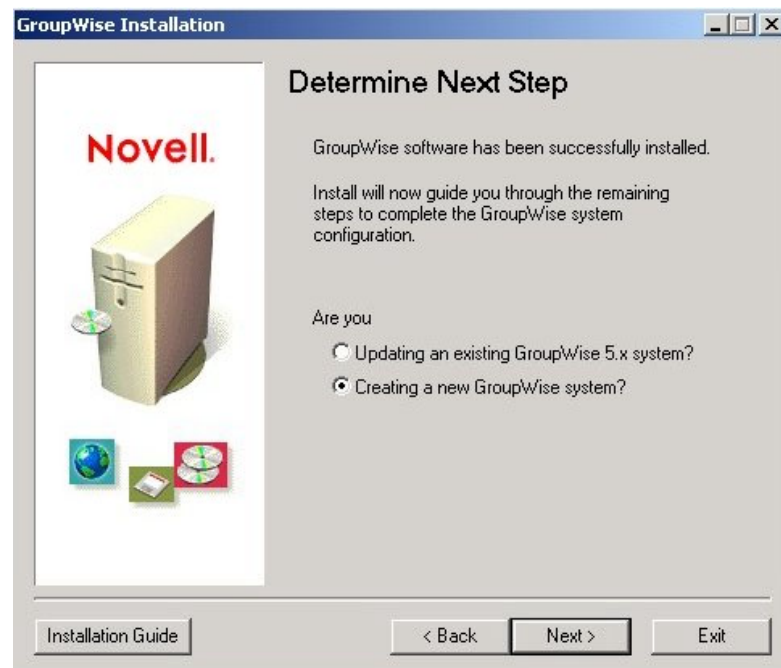 GroupWise Installation
Novell.
Determine Next Step
GroupWise software has been successfully installed.
Install will now guide you through the remaining
steps to complete the GroupWise system
configuration.
Are you
Updating an existing GroupWise 5.x system?
Creating a new GroupWise system?
Installation Guide
< Back
Next >
Exit